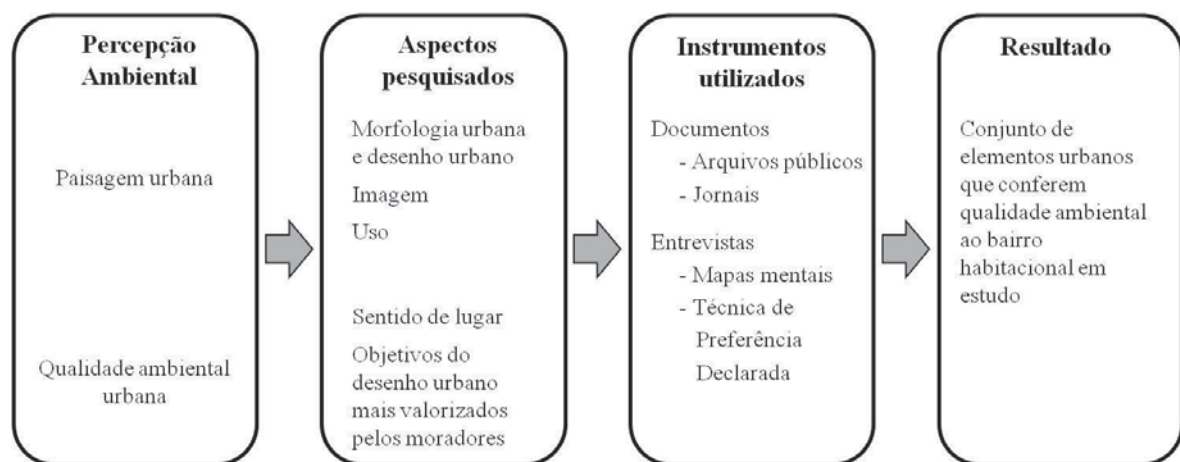 Percepção
Ambiental
Paisagem urbana
Qualidade ambiental
urbana
Aspectos
pesquisados
Morfologia urbana
e desenho urbano
Imagem
Uso
Sentido de lugar
Objetivos do
desenho urbano
mais valorizados
pelos moradores
Instrumentos
utilizados
Documentos
- Arquivos públicos
- Jornais
Entrevistas
- Mapas mentais
- Técnica de
Preferência
Declarada
Resultado
Conjunto de
elementos urbanos
que conferem
qualidade ambiental
ao bairro
habitacional em
estudo